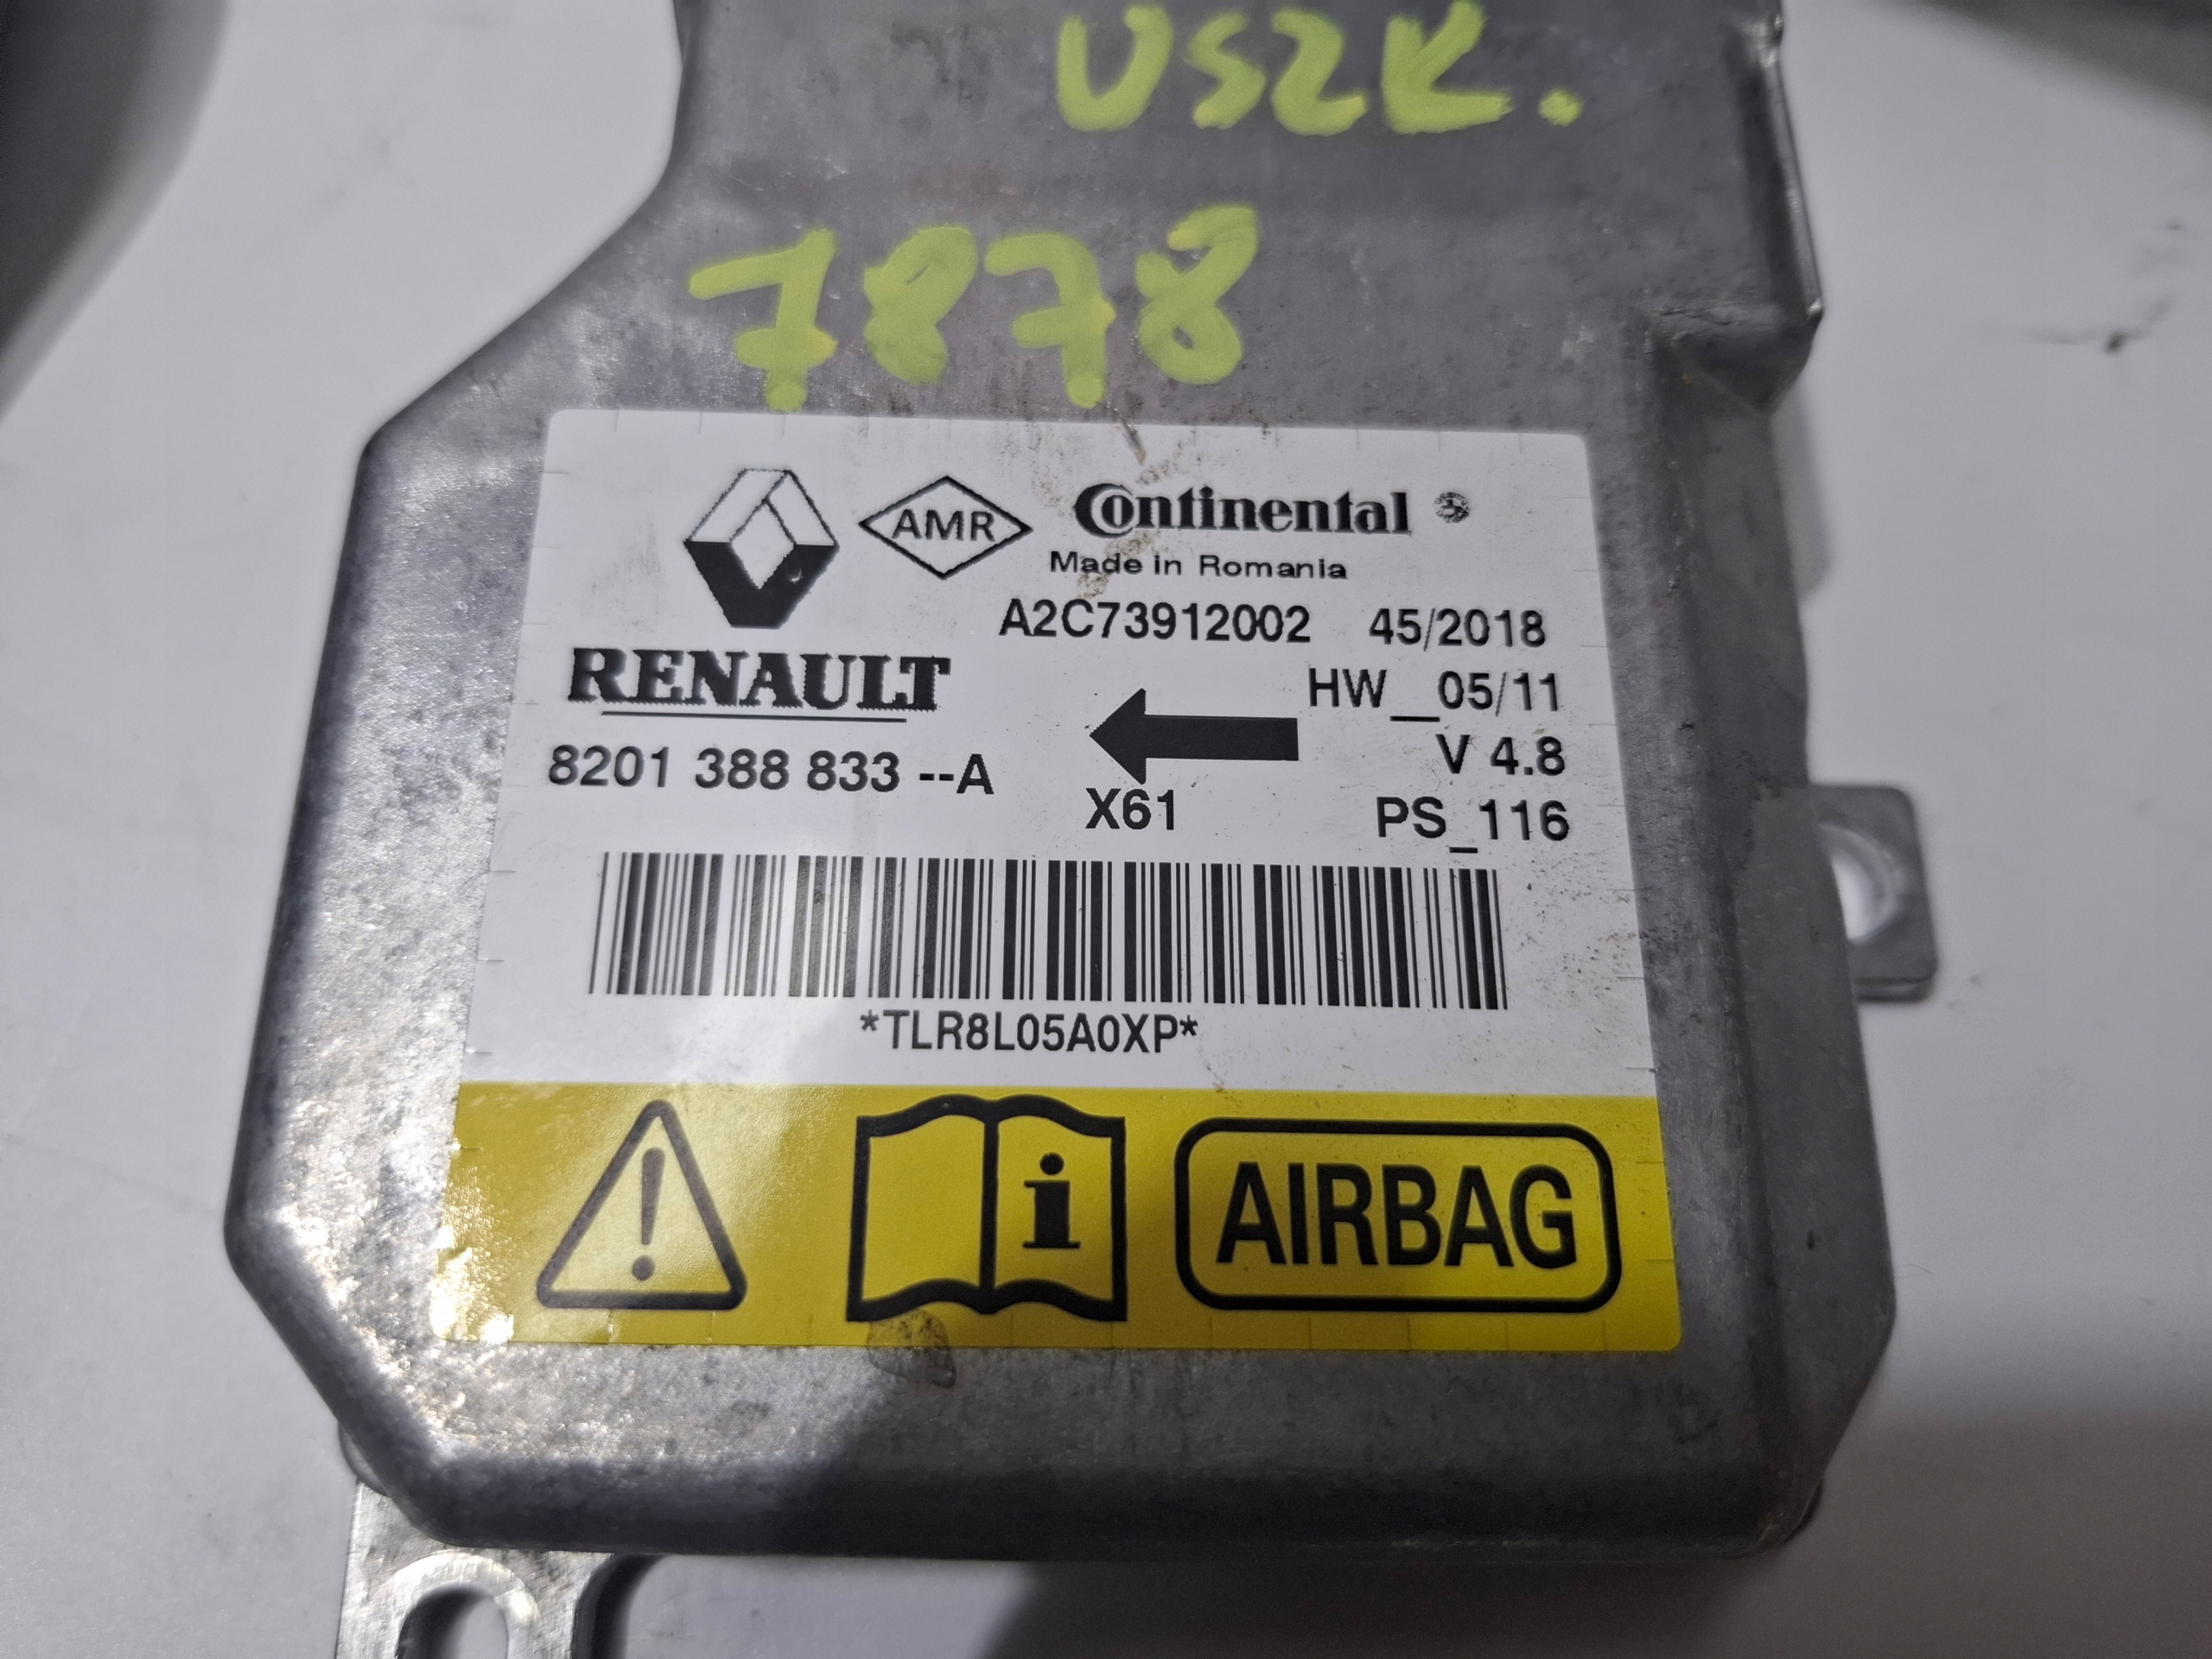 USZK.
7878
AMR
Continental
Made in Romania
A2C73912002 45/2018
RENAULT
HW_05/11
8201 388 833 --A
V 4.8
X61
PS_116
*TLR8L05A0XP*
! i AIRBAG